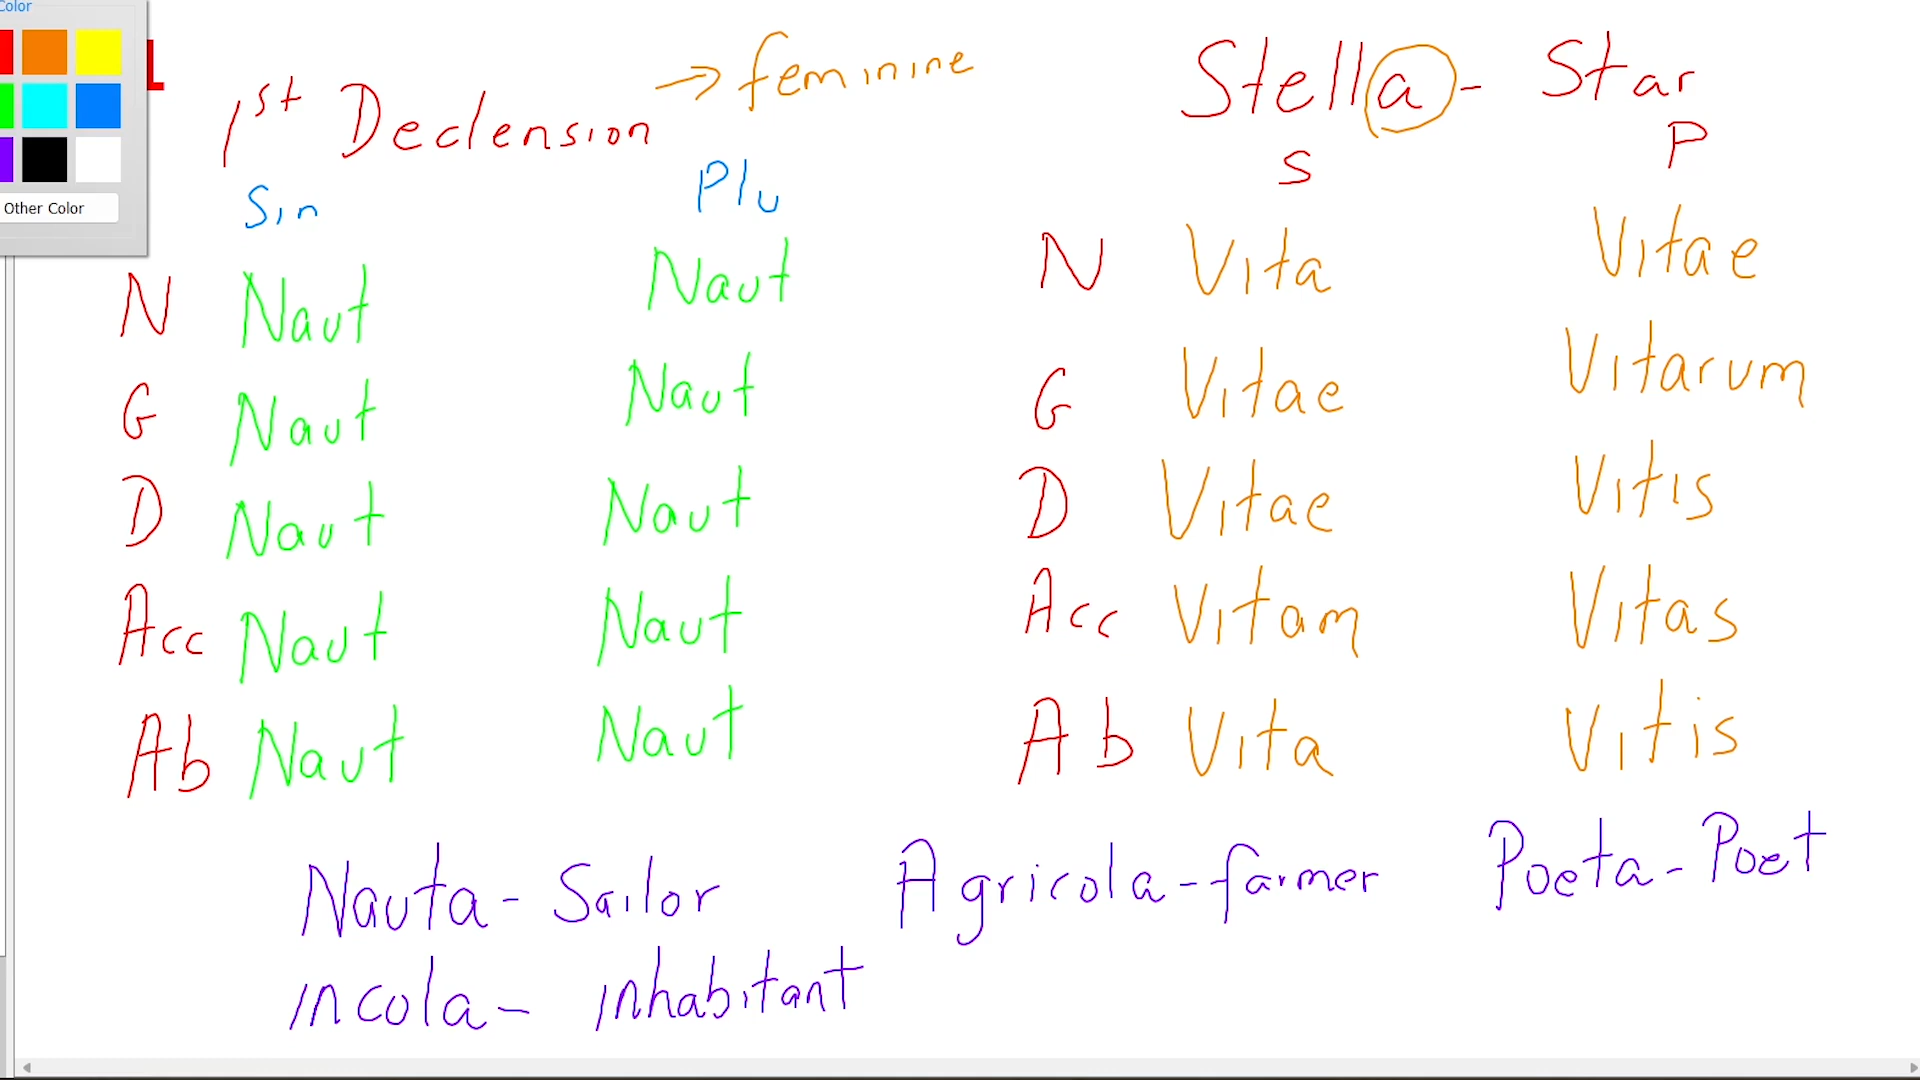 Color
Other Color
1st Declension → feminine
Stella - Star
Sin Plu
S P
N Naut Naut
G Naut Naut
D Naut Naut
Acc Naut Naut
Ab Naut Naut
N Vita Vitae
G Vitae Vitarum
D Vitae Vitis
Acc Vitam Vitas
Ab Vita Vitis
Nauta - Sailor Agricola - farmer Poeta - Poet
incola - inhabitant